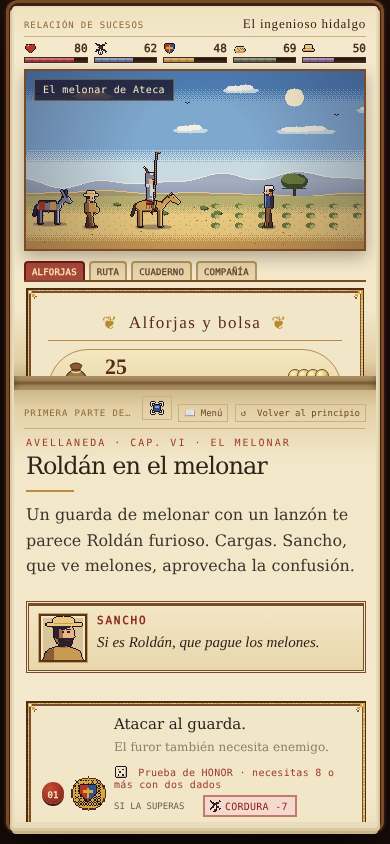 RELACIÓN DE SUCESOS
El ingenioso hidalgo
80 62 48 69 50
El melonar de Ateca
ALFORJAS RUTA CUADERNO COMPAÑÍA
Alforjas y bolsa
25
PRIMERA PARTE DE… Menú ↺ Volver al principio
AVELLANEDA · CAP. VI · EL MELONAR
Roldán en el melonar
Un guarda de melonar con un lanzón te
parece Roldán furioso. Cargas. Sancho,
que ve melones, aprovecha la confusión.
SANCHO
Si es Roldán, que pague los melones.
Atacar al guarda.
El furor también necesita enemigo.
Prueba de HONOR · necesitas 8 o
más con dos dados
01
SI LA SUPERAS CORDURA -7